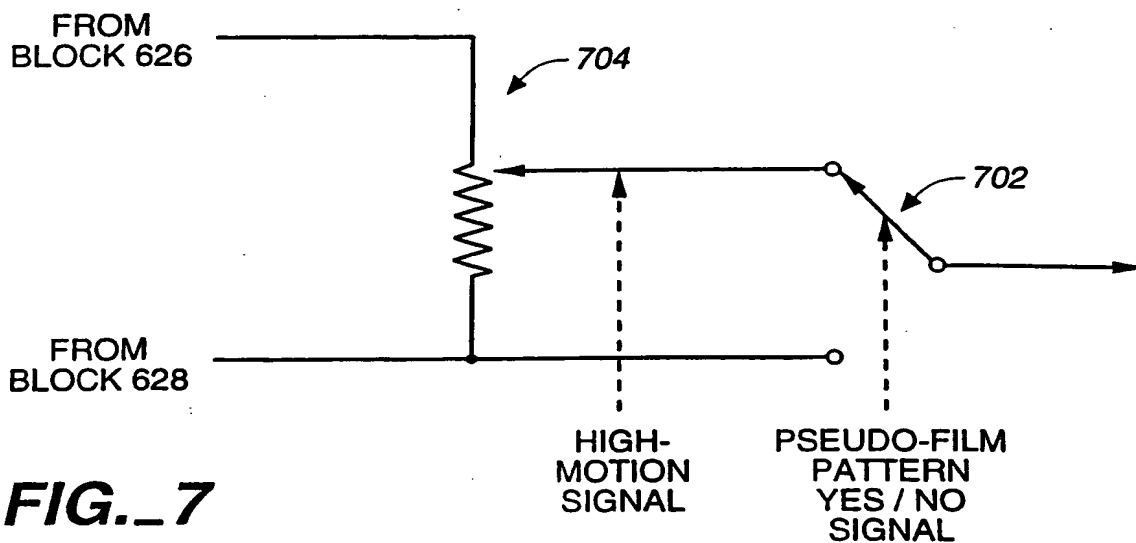 FROM
BLOCK 626
704
702
FROM
BLOCK 628
HIGH-
MOTION
SIGNAL
PSEUDO-FILM
PATTERN
YES / NO
SIGNAL
FIG._7